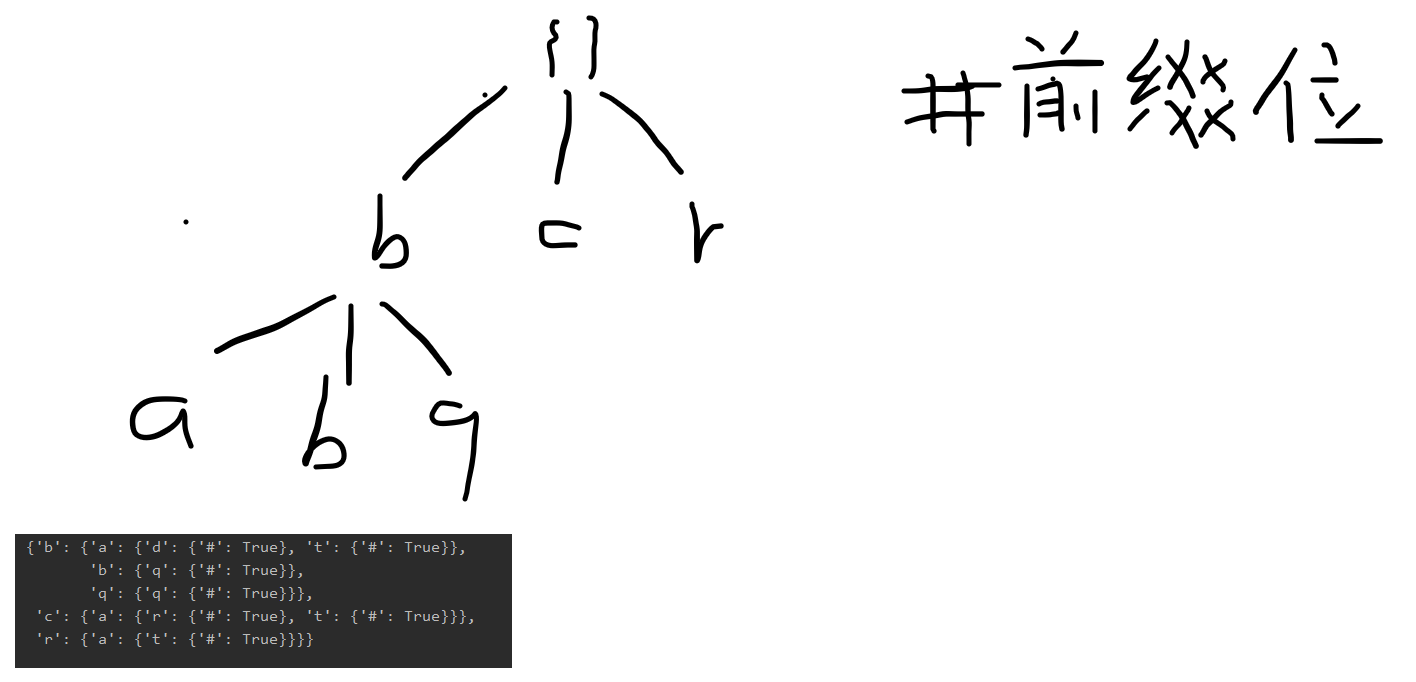 { }
#前缀位
b c r
a b q
{'b': {'a': {'d': {'#': True}, 't': {'#': True}},
'b': {'q': {'#': True}},
'q': {'q': {'#': True}}},
'c': {'a': {'r': {'#': True}, 't': {'#': True}}},
'r': {'a': {'t': {'#': True}}}}